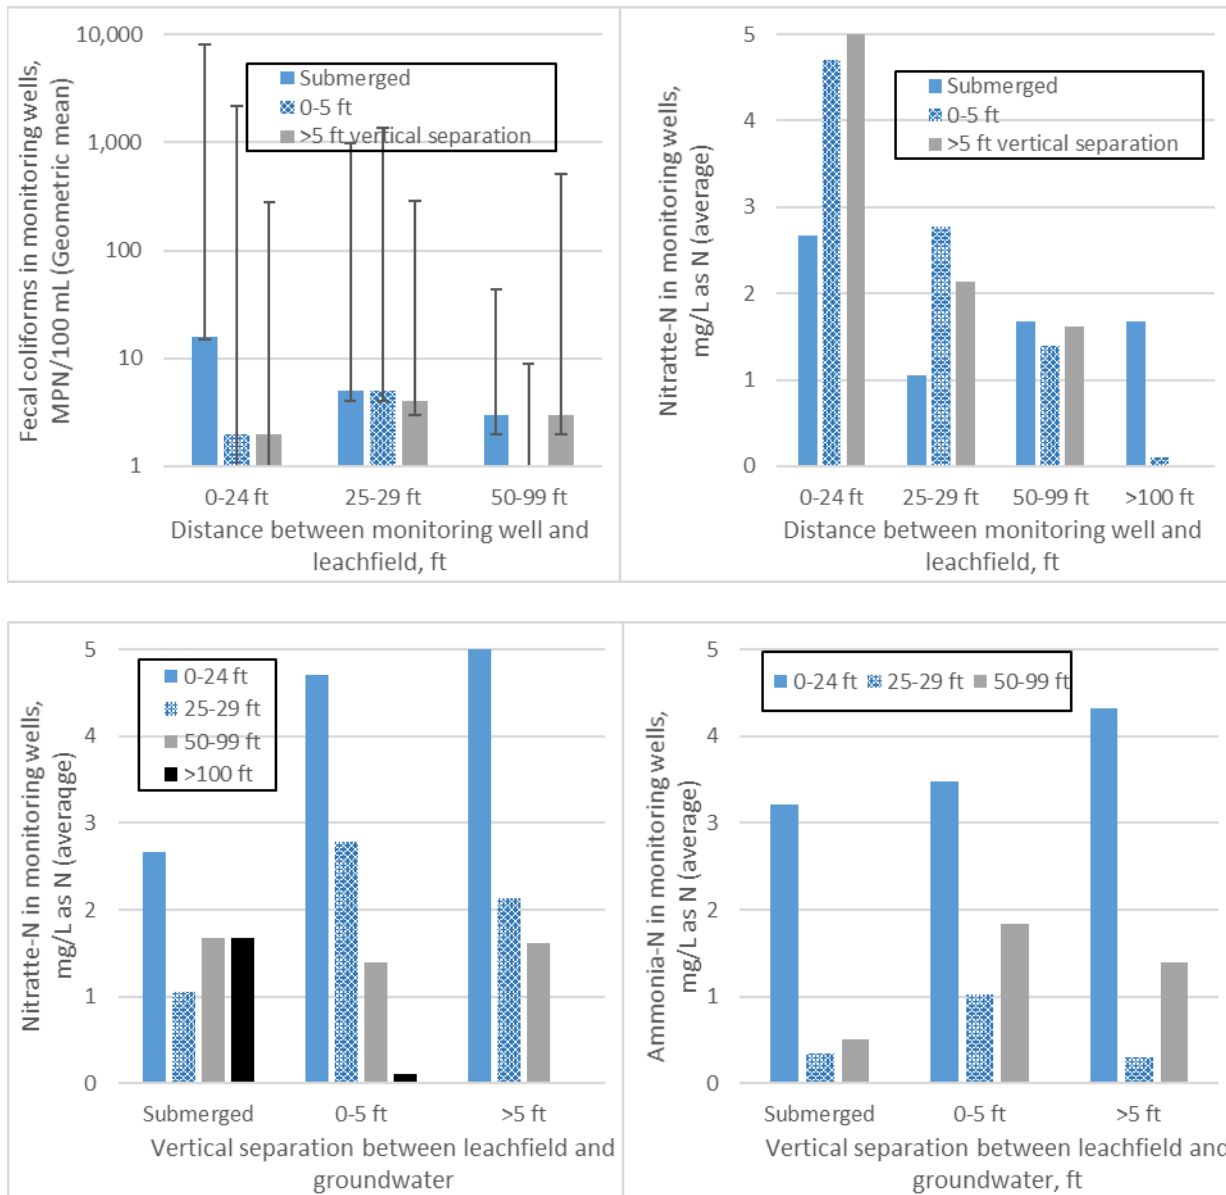 Fecal coliforms in monitoring wells,
MPN/100 mL (Geometric mean)
10,000
1,000
100
10
1
Submerged
0-5 ft
>5 ft vertical separation
0-24 ft
25-29 ft
50-99 ft
Distance between monitoring well and
leachfield, ft
Nitratte-N in monitoring wells,
mg/L as N (average)
5
4
3
2
1
0
Submerged
0-5 ft
>5 ft vertical separation
0-24 ft
25-29 ft
50-99 ft
>100 ft
Distance between monitoring well and
leachfield, ft
Nitratte-N in monitoring wells,
mg/L as N (averaqge)
5
4
3
2
1
0
0-24 ft
25-29 ft
50-99 ft
>100 ft
Submerged
0-5 ft
>5 ft
Vertical separation between leachfield and
groundwater
Ammonia-N in monitoring wells,
mg/L as N (average)
5
4
3
2
1
0
0-24 ft
25-29 ft
50-99 ft
Submerged
0-5 ft
>5 ft
Vertical separation between leachfield and
groundwater, ft